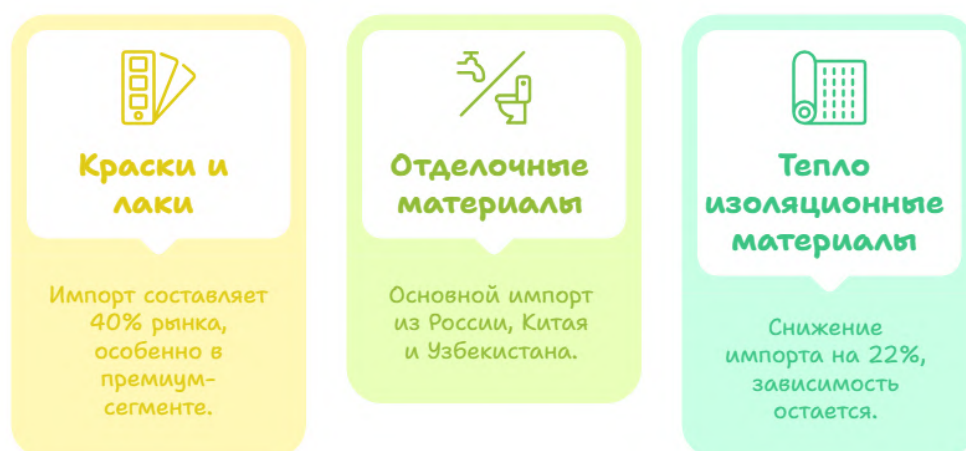 Краски и
лаки
Импорт составляет
40% рынка,
особенно в
премиум-
сегменте.
Отделочные
материалы
Основной импорт
из России, Китая
и Узбекистана.
Тепло
изоляционные
материалы
Снижение
импорта на 22%,
зависимость
остается.